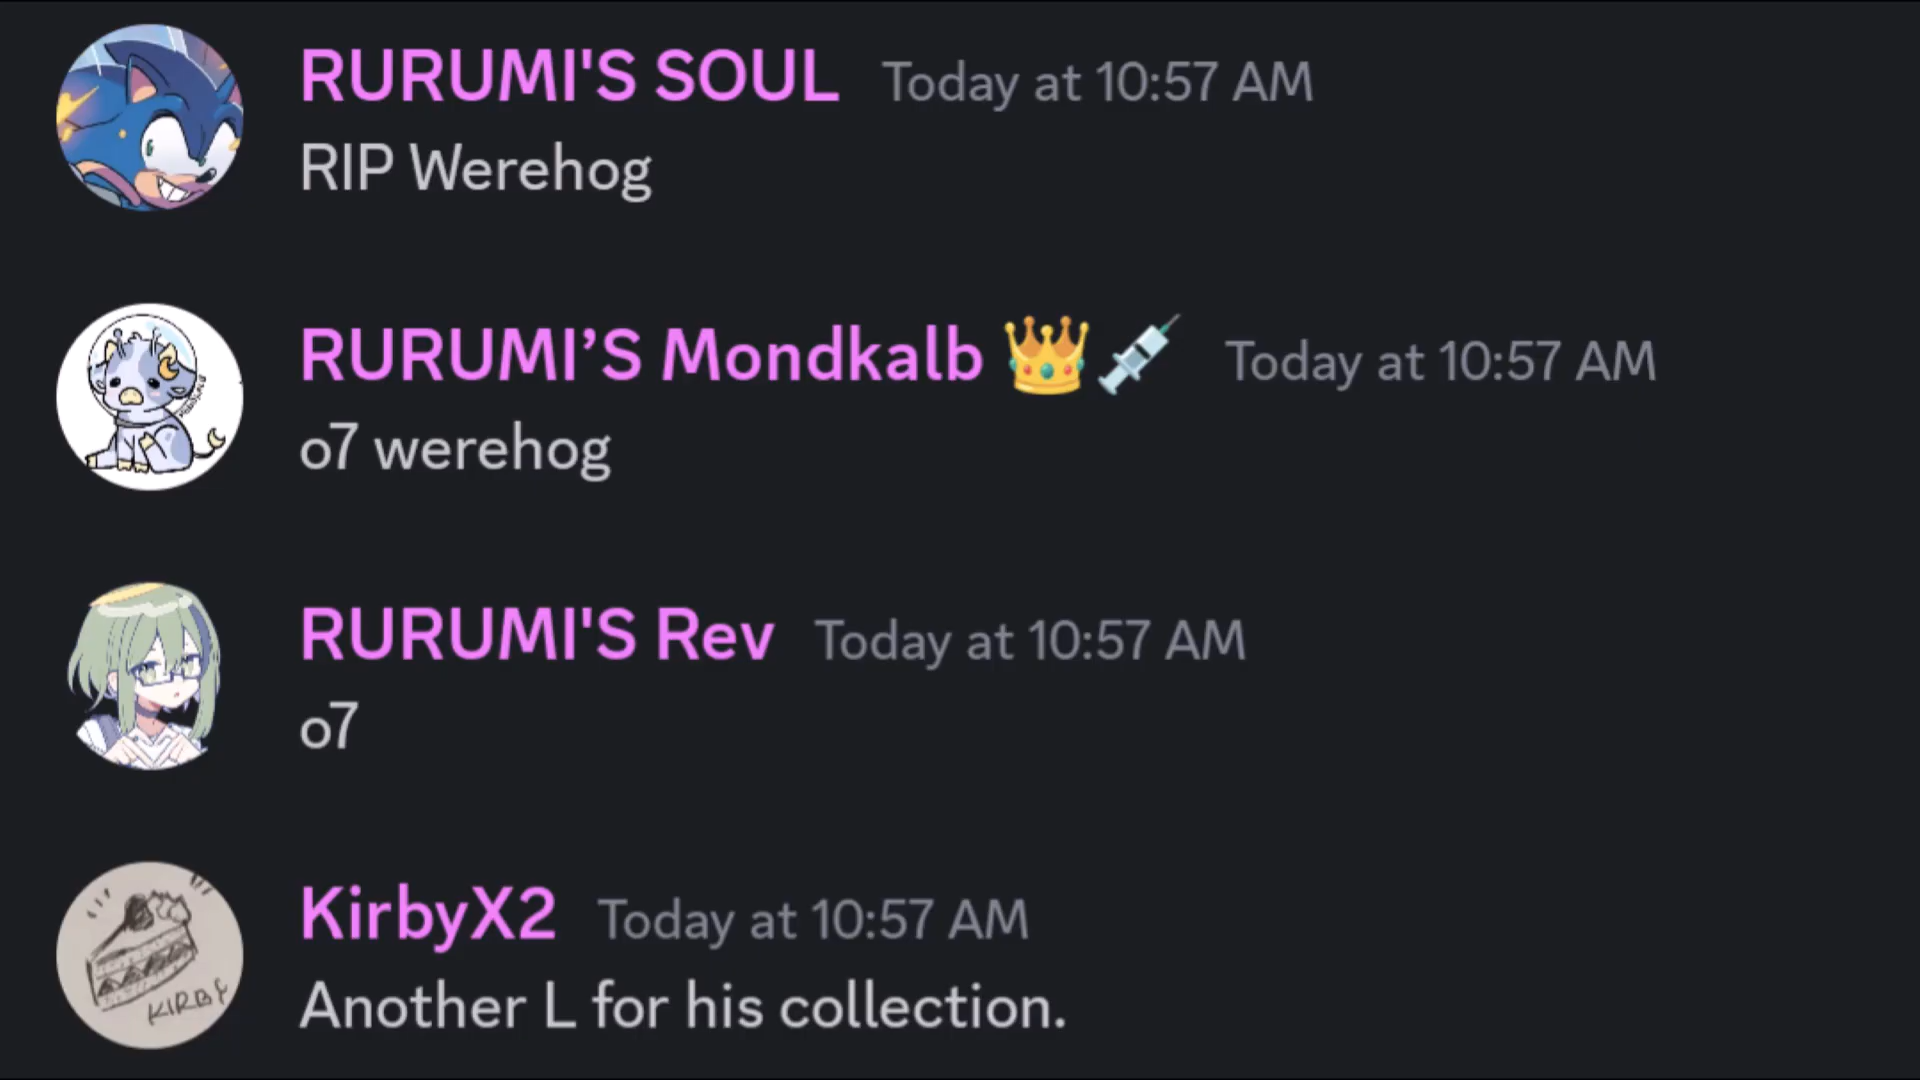 RURUMI'S SOUL Today at 10:57 AM
RIP Werehog
RURUMI’S Mondkalb 👑💉 Today at 10:57 AM
o7 werehog
RURUMI'S Rev Today at 10:57 AM
o7
KIRBY
KirbyX2 Today at 10:57 AM
Another L for his collection.